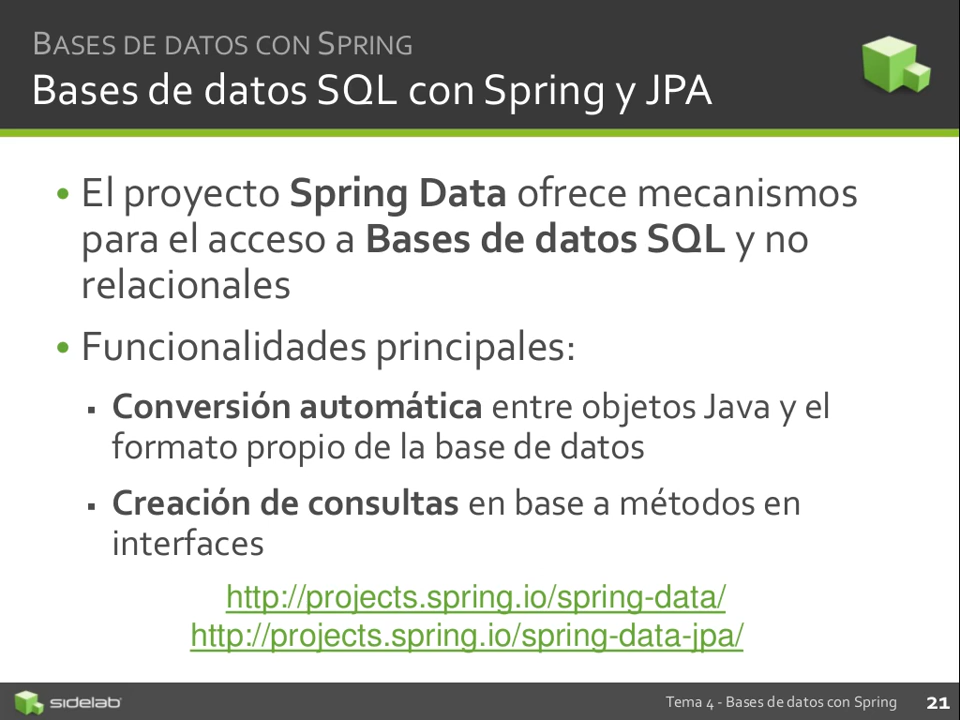 BASES DE DATOS CON SPRING
Bases de datos SQL con Spring y JPA
• El proyecto Spring Data ofrece mecanismos
para el acceso a Bases de datos SQL y no
relacionales
• Funcionalidades principales:
▪ Conversión automática entre objetos Java y el
formato propio de la base de datos
▪ Creación de consultas en base a métodos en
interfaces
http://projects.spring.io/spring-data/
http://projects.spring.io/spring-data-jpa/
sidelab
Tema 4 - Bases de datos con Spring 21